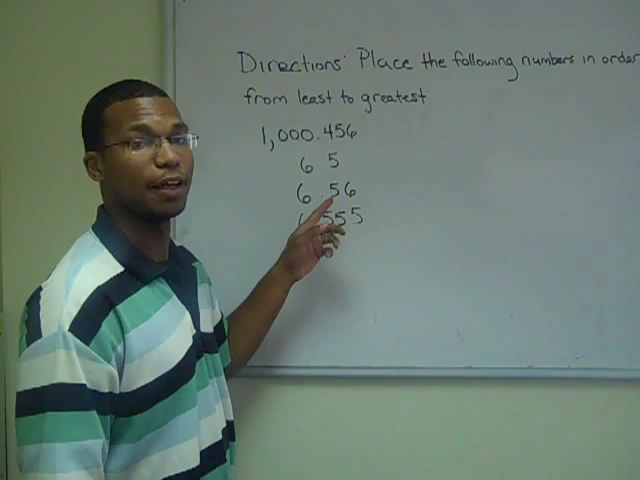 Directions: Place the following numbers in order
from least to greatest
1,000.456
6 5
6 .56
6 555